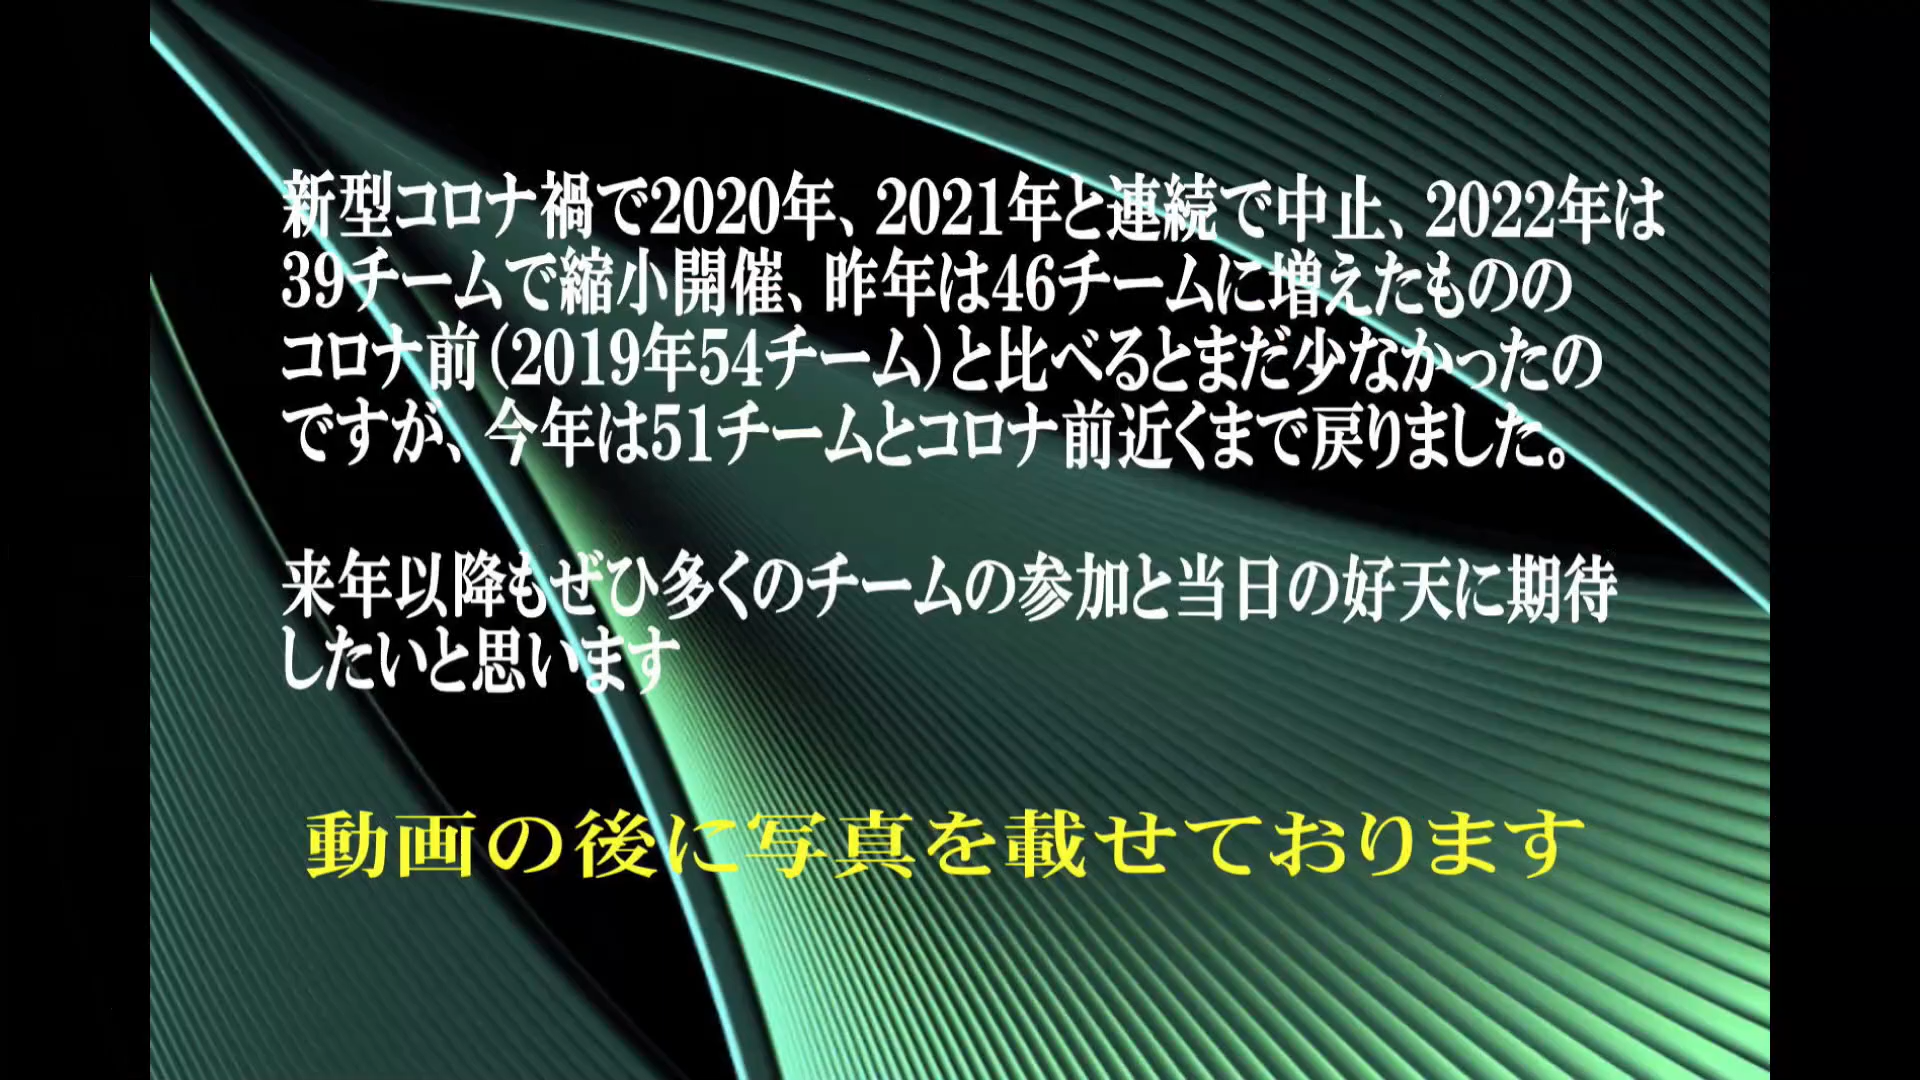 新型コロナ禍で2020年、2021年と連続で中止、2022年は
39チームで縮小開催、昨年は46チームに増えたものの
コロナ前（2019年54チーム）と比べるとまだ少なかったの
ですが、今年は51チームとコロナ前近くまで戻りました。
来年以降もぜひ多くのチームの参加と当日の好天に期待
したいと思います
動画の後に写真を載せております